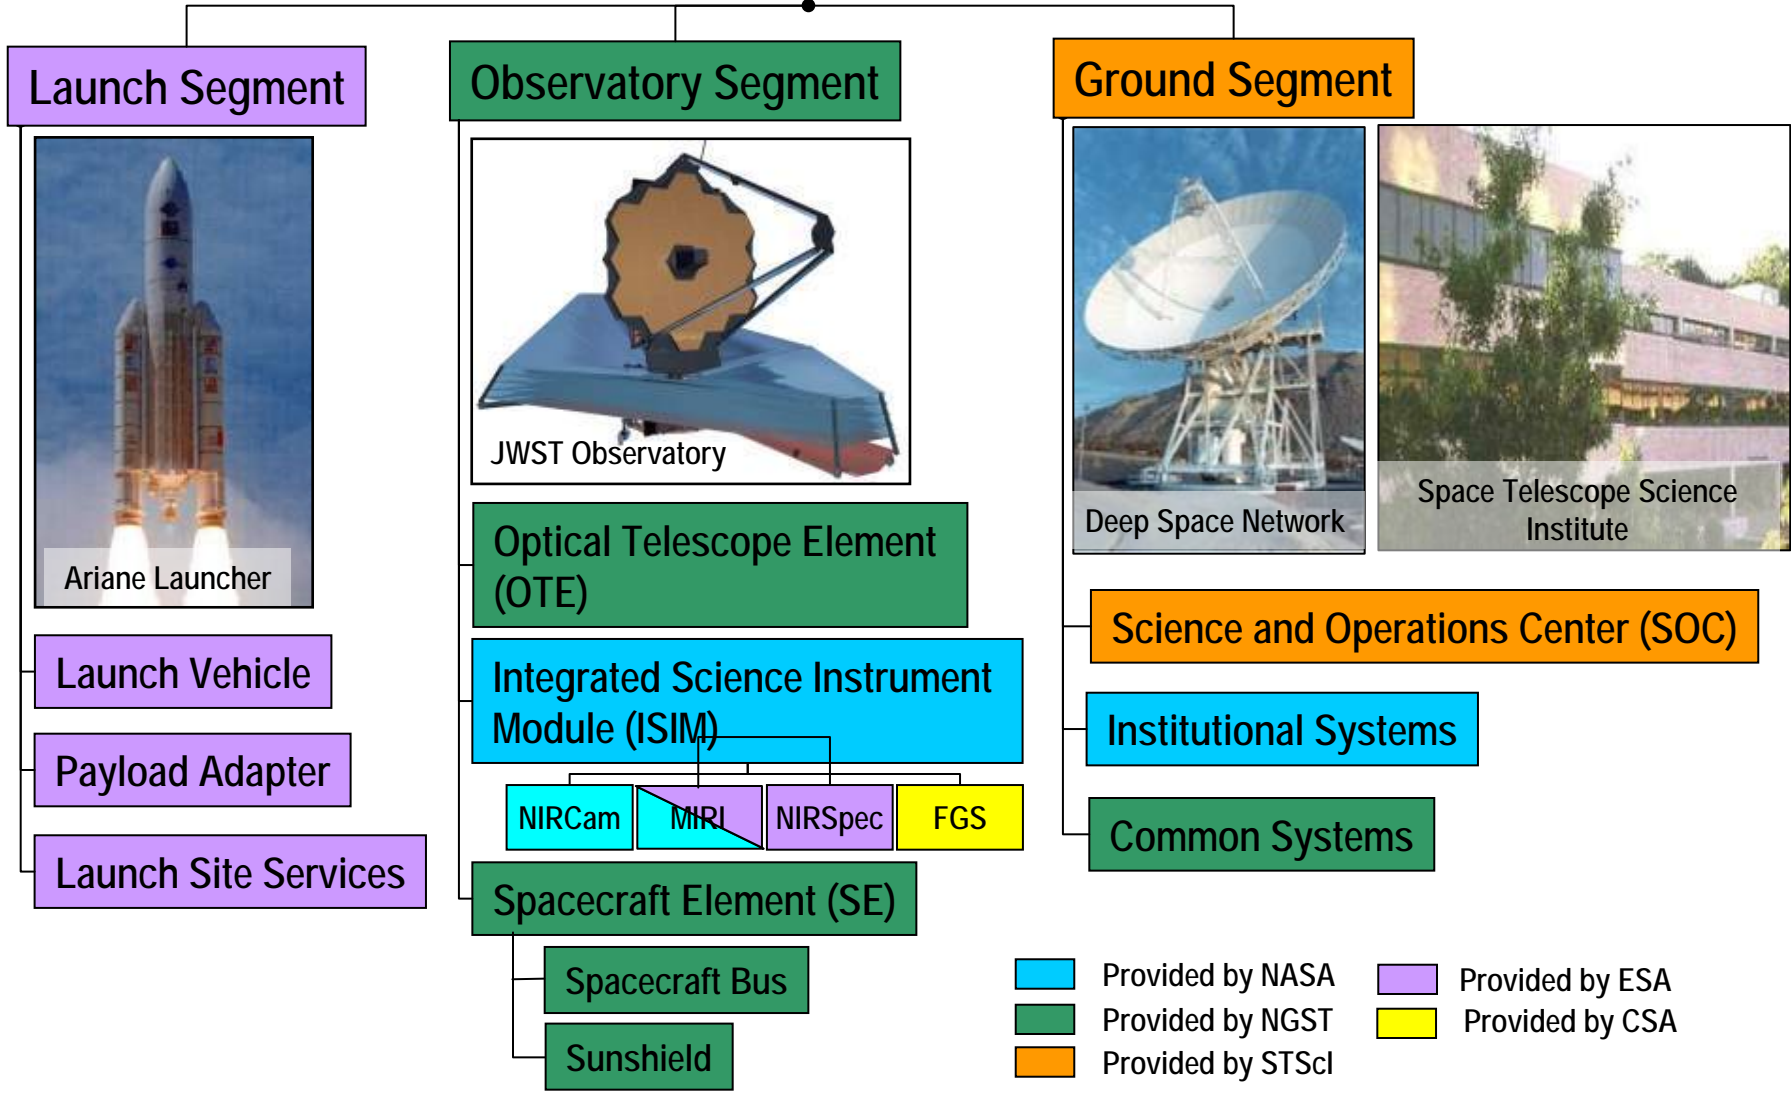 Launch Segment
Observatory Segment
Ground Segment
Ariane Launcher
Launch Vehicle
Payload Adapter
Launch Site Services
JWST Observatory
Optical Telescope Element
(OTE)
Integrated Science Instrument
Module (ISIM)
NIRCam
MIRI
NIRSpec
FGS
Spacecraft Element (SE)
Spacecraft Bus
Sunshield
Deep Space Network
Space Telescope Science
Institute
Science and Operations Center (SOC)
Institutional Systems
Common Systems
Provided by NASA
Provided by NGST
Provided by STScI
Provided by ESA
Provided by CSA